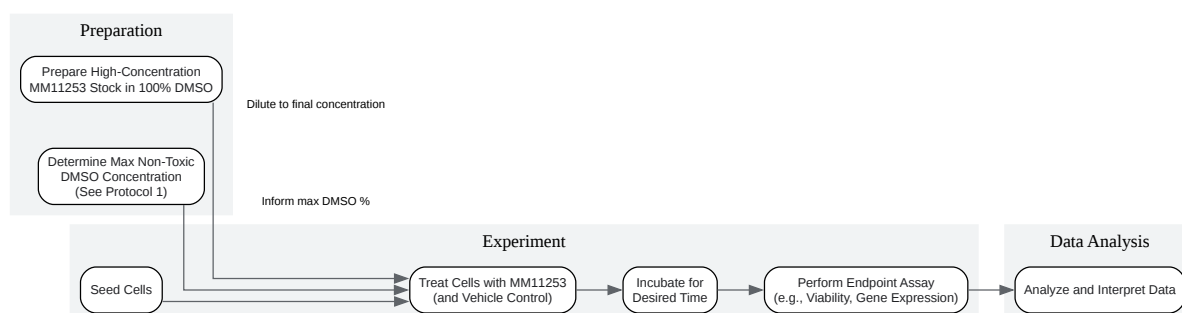 Preparation
Prepare High-Concentration
MM11253 Stock in 100% DMSO
Dilute to final concentration
Determine Max Non-Toxic
DMSO Concentration
(See Protocol 1)
Inform max DMSO %
Experiment
Data Analysis
Seed Cells
Treat Cells with MM11253
(and Vehicle Control)
Incubate for
Desired Time
Perform Endpoint Assay
(e.g., Viability, Gene Expression)
Analyze and Interpret Data